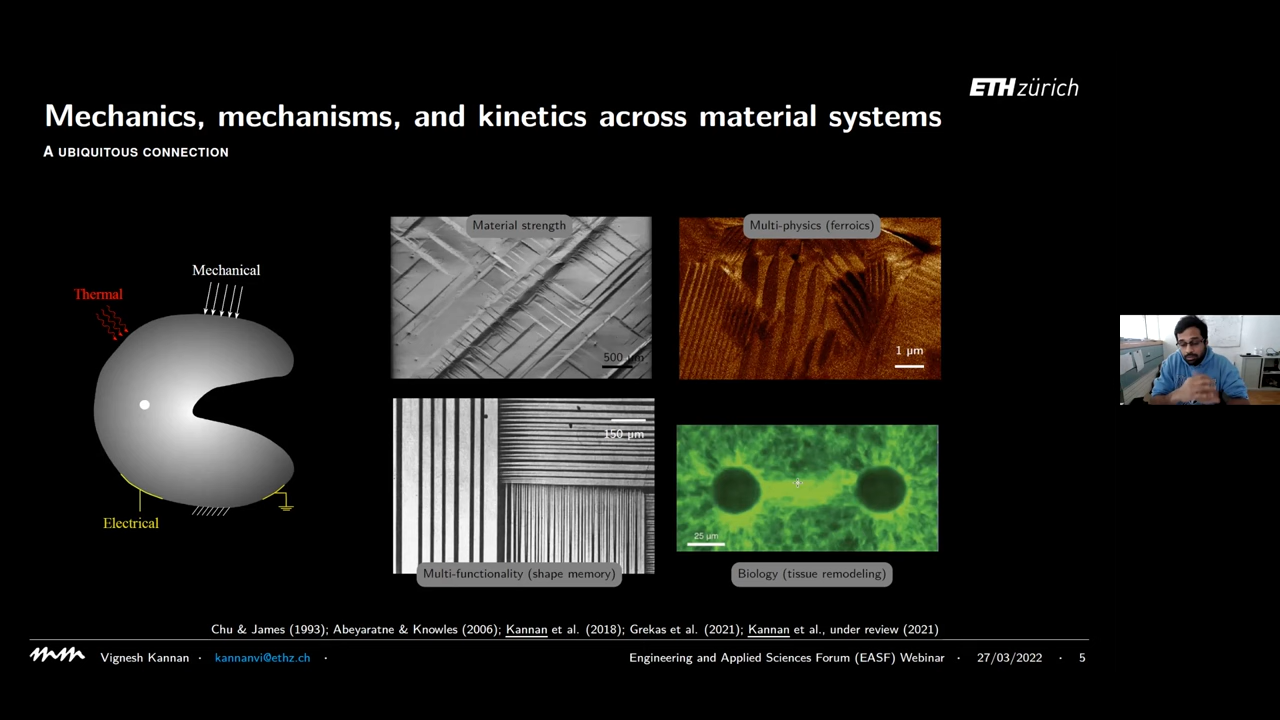 ETH zürich
Mechanics, mechanisms, and kinetics across material systems
A UBIQUITOUS CONNECTION
Material strength
Multi-physics (ferroics)
Mechanical
Thermal
500 μm
1 μm
150 μm
Electrical
25 μm
Multi-functionality (shape memory)
Biology (tissue remodeling)
Chu & James (1993); Abeyaratne & Knowles (2006); Kannan et al. (2018); Grekas et al. (2021); Kannan et al., under review (2021)
Vignesh Kannan · kannanvi@ethz.ch · Engineering and Applied Sciences Forum (EASF) Webinar · 27/03/2022 · 5